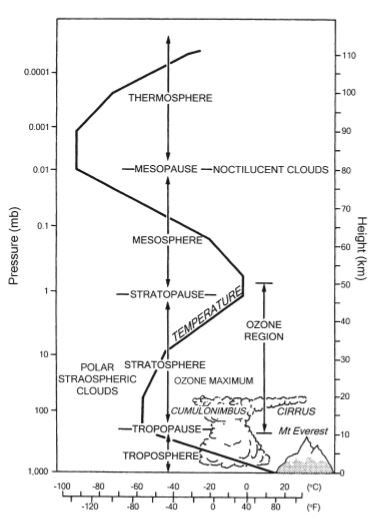 0.0001
0.001
0.01
0.1
1
10
100
1,000
Pressure (mb)
THERMOSPHERE
MESOPAUSE
NOCTILUCENT CLOUDS
MESOSPHERE
STRATOPAUSE
TEMPERATURE
OZONE
REGION
STRATOSPHERE
POLAR
STRAOSPHERIC
CLOUDS
OZONE MAXIMUM
CUMULONIMBUS
CIRRUS
TROPOPAUSE
Mt Everest
TROPOSPHERE
110
100
90
80
70
60
50
40
30
20
10
0
Height (km)
-100 -80 -60 -40 -20 0 20 (°C)
-120 -80 -40 0 40 80 (°F)